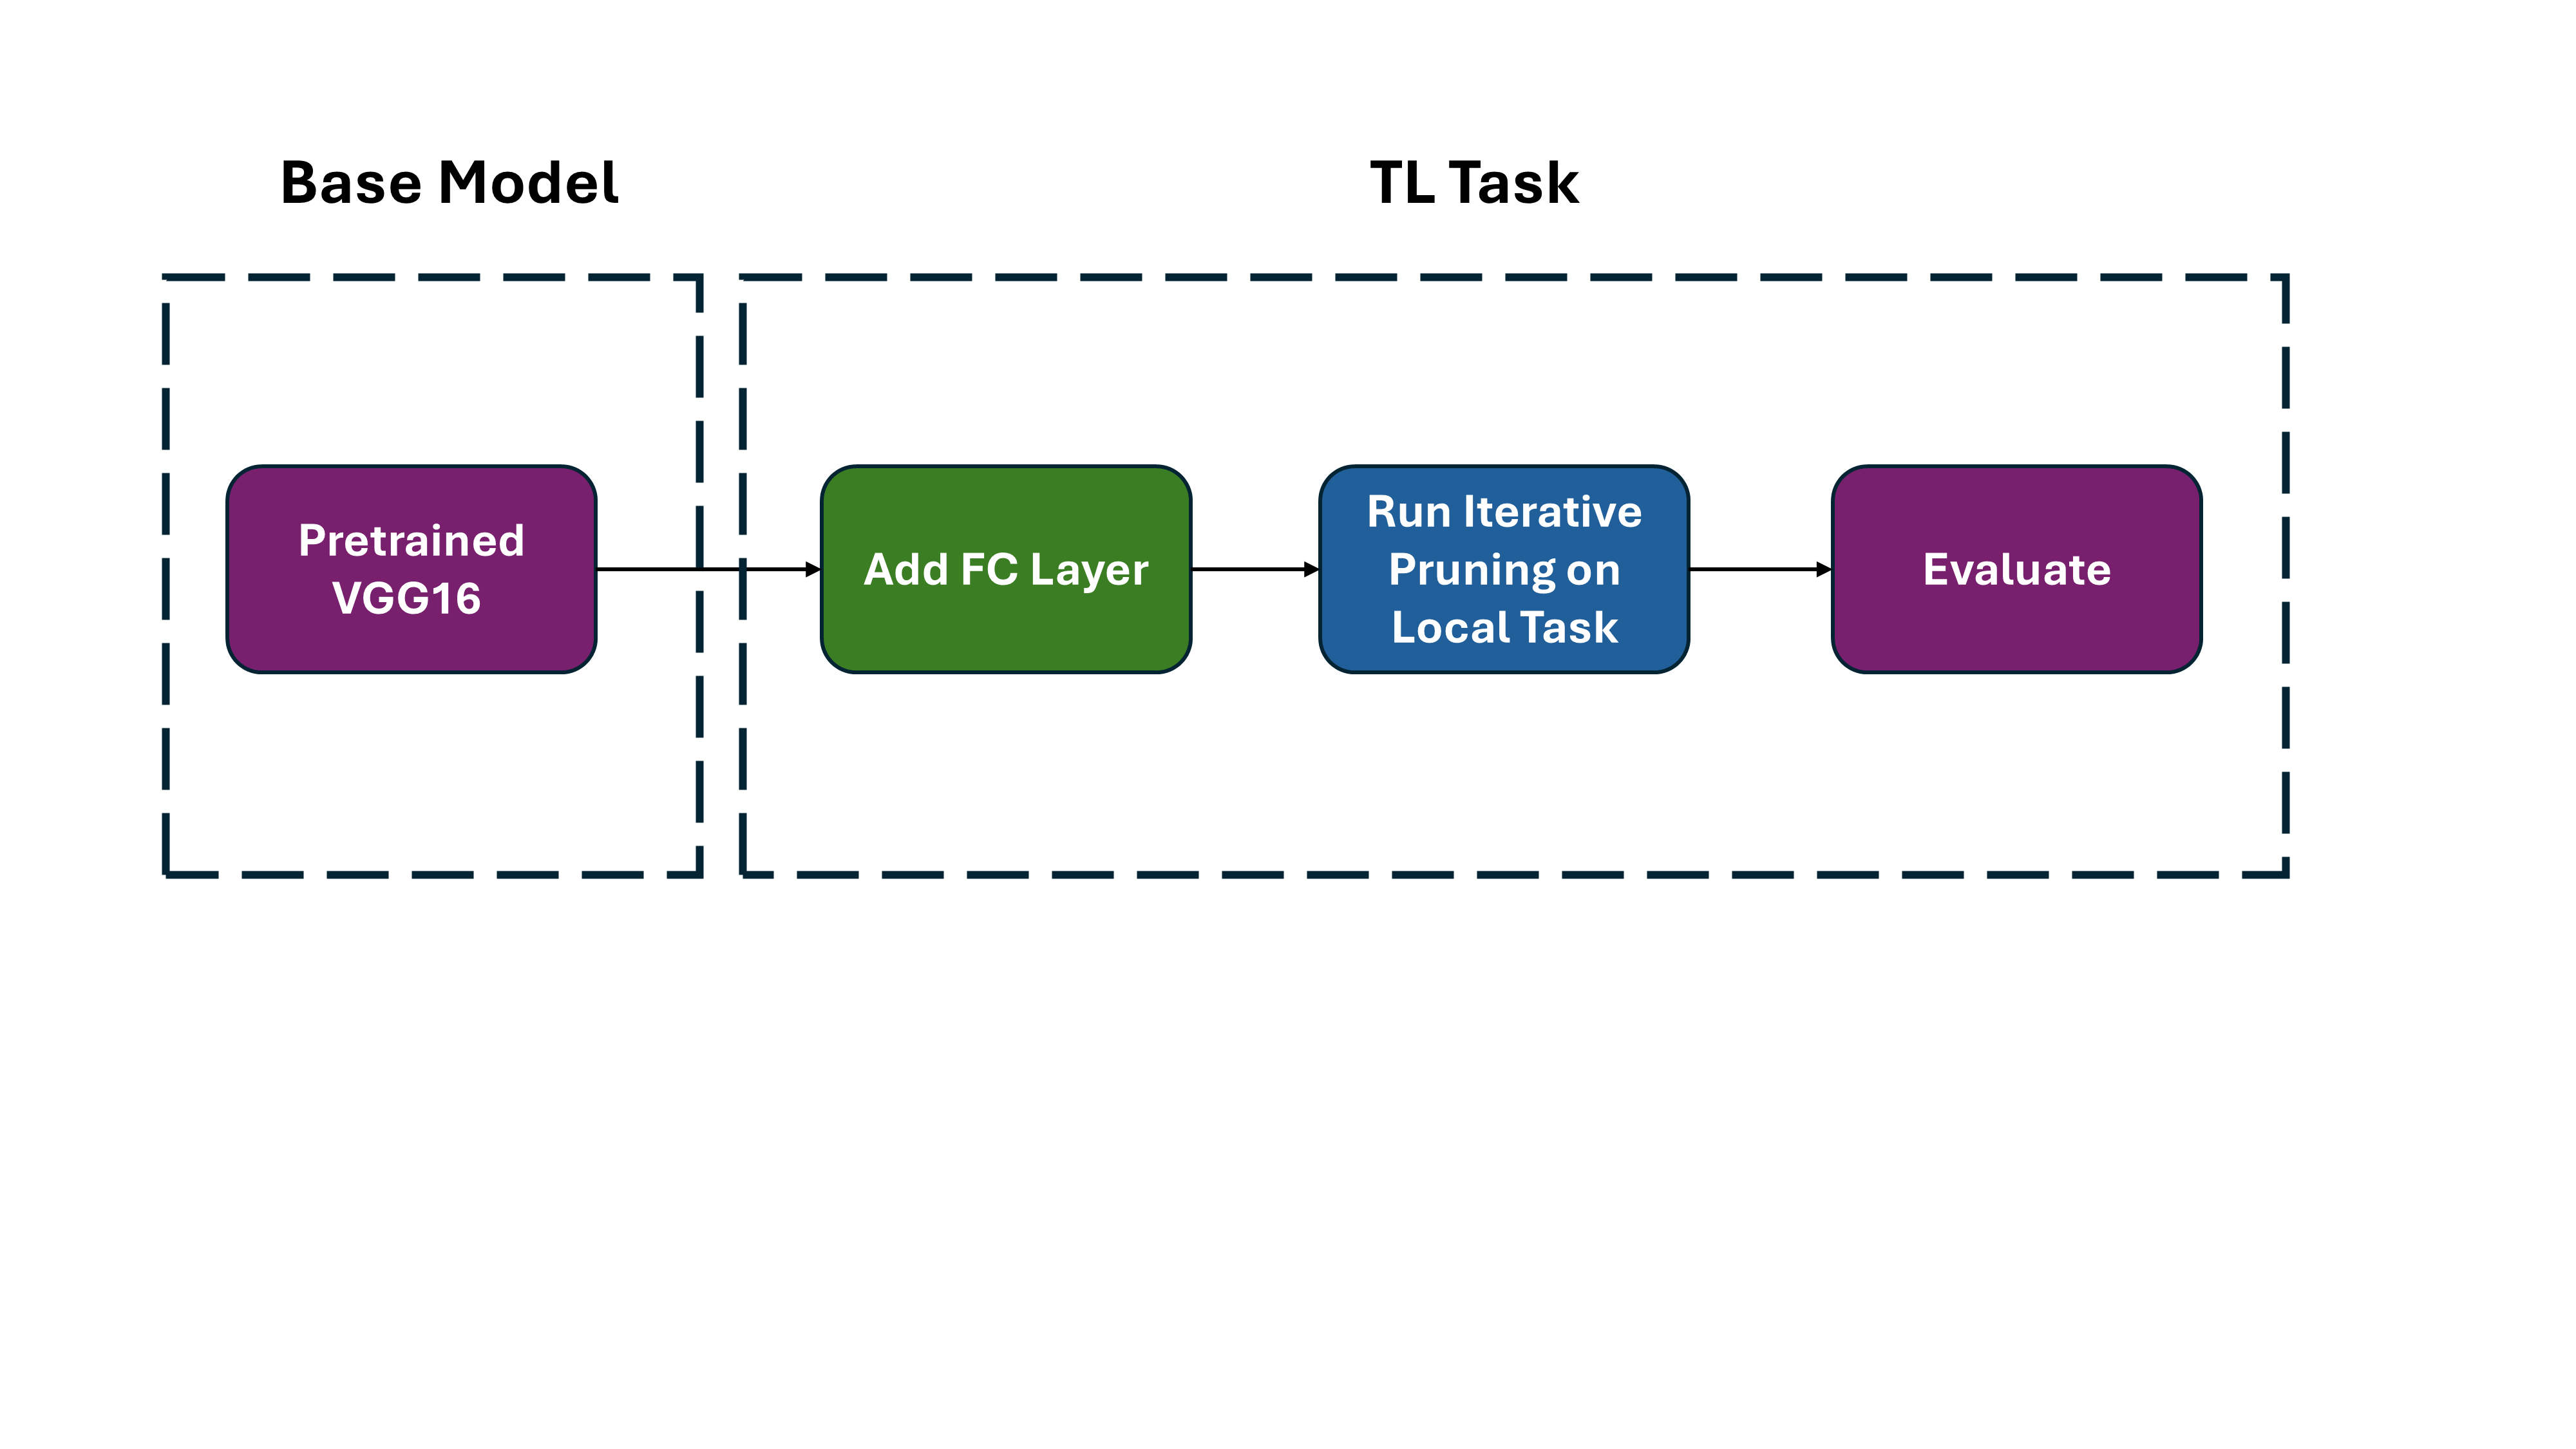 Base Model
TL Task
Pretrained
VGG16
Add FC Layer
Run Iterative
Pruning on
Local Task
Evaluate